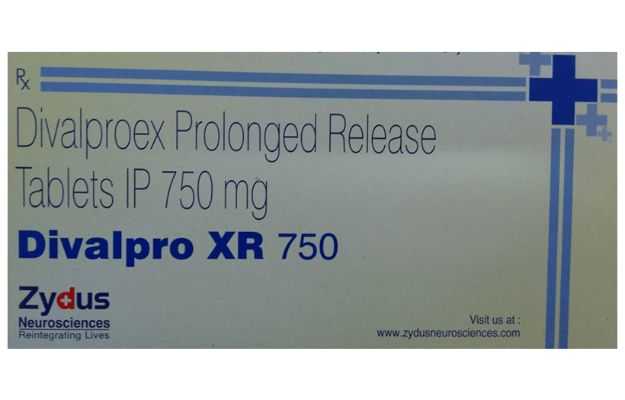 Rx
Divalproex Prolonged Release
Tablets IP 750 mg
Divalpro XR 750
Zydus
Neurosciences
Reintegrating Lives
Visit us at :
www.zydusneurosciences.com